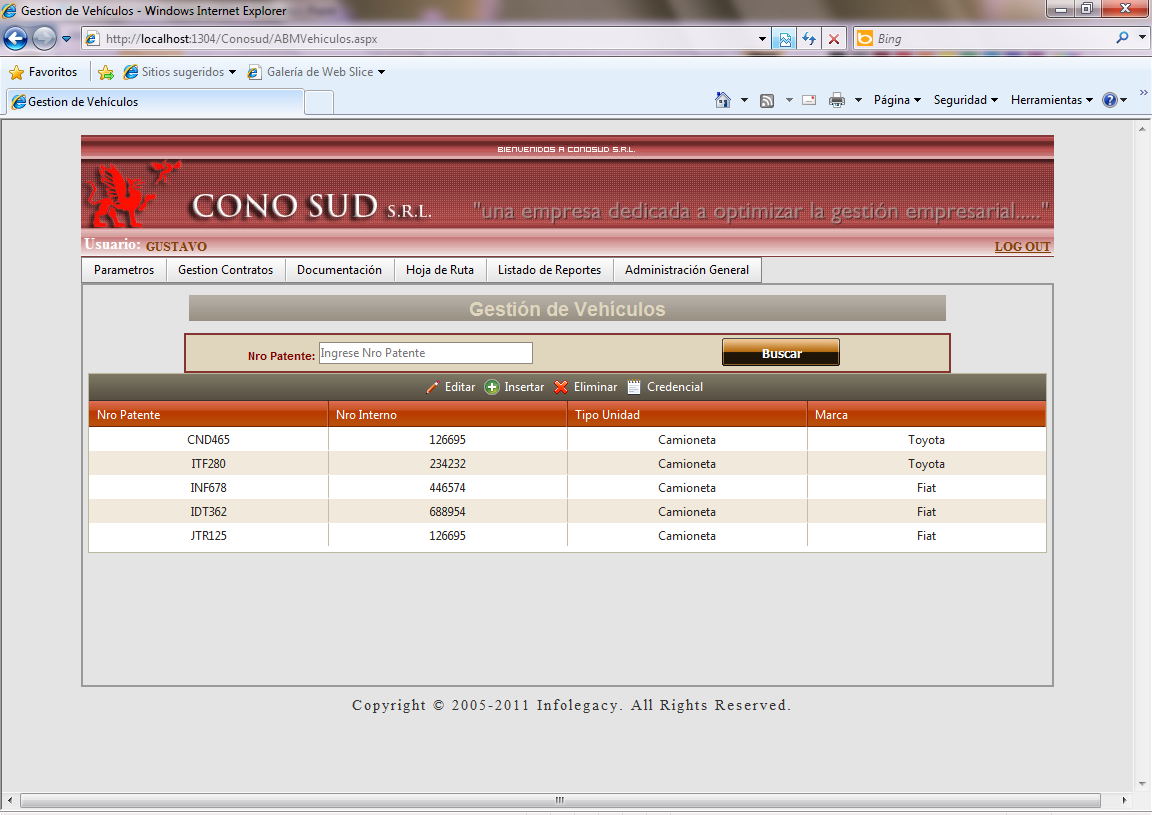 Gestion de Vehículos - Windows Internet Explorer
http://localhost:1304/Conosud/ABMVehiculos.aspx
Bing
Favoritos Sitios sugeridos Galería de Web Slice
Gestion de Vehículos
Página Seguridad Herramientas
BIENVENIDOS A CONOSUD S.R.L.
CONO SUD S.R.L. "una empresa dedicada a optimizar la gestión empresarial....."
Usuario: GUSTAVO LOG OUT
Parametros Gestion Contratos Documentación Hoja de Ruta Listado de Reportes Administración General
Gestión de Vehículos
Nro Patente: Ingrese Nro Patente Buscar
Editar Insertar Eliminar Credencial
Nro Patente Nro Interno Tipo Unidad Marca
CND465 126695 Camioneta Toyota
ITF280 234232 Camioneta Toyota
INF678 446574 Camioneta Fiat
IDT362 688954 Camioneta Fiat
JTR125 126695 Camioneta Fiat
Copyright © 2005-2011 Infolegacy. All Rights Reserved.